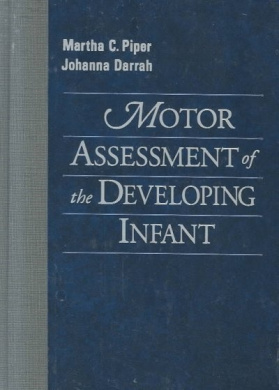 Martha C. Piper
Johanna Darrah
MOTOR
ASSESSMENT of
the DEVELOPING
INFANT